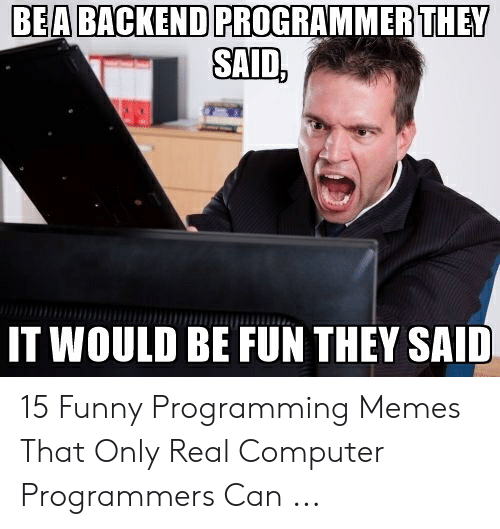 BE A BACKEND PROGRAMMER THEY
SAID,
IT WOULD BE FUN THEY SAID
15 Funny Programming Memes
That Only Real Computer
Programmers Can ...